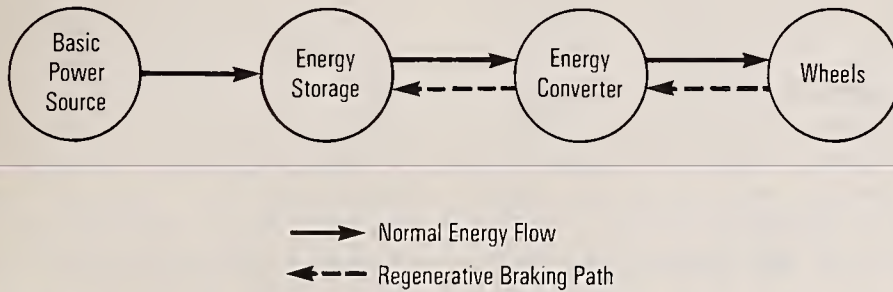 Basic
Power
Source
Energy
Storage
Energy
Converter
Wheels
Normal Energy Flow
Regenerative Braking Path